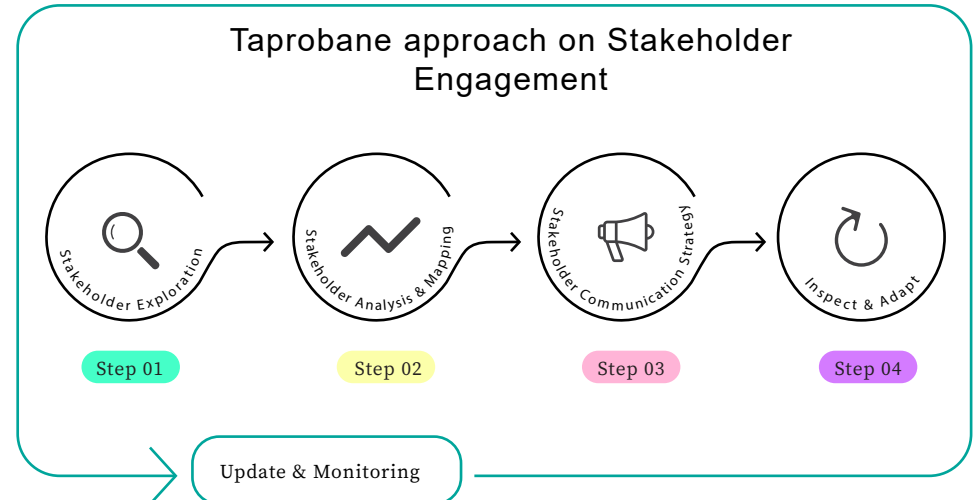 Taprobane approach on Stakeholder
Engagement
Stakeholder Exploration
Stakeholder Analysis & Mapping
Stakeholder Communication Strategy
Inspect & Adapt
Step 01
Step 02
Step 03
Step 04
Update & Monitoring